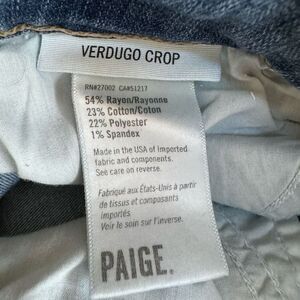 VERDUGO CROP
RN#27002 CA#51217
54% Rayon/Rayonne
23% Cotton/Coton
22% Polyester
1% Spandex
Made in the USA of Imported
fabric and components.
See care on reverse.
Fabriqué aux États-Unis à partir
de tissus et composants
importés
Voir le soin sur l'inverse.
PAIGE.